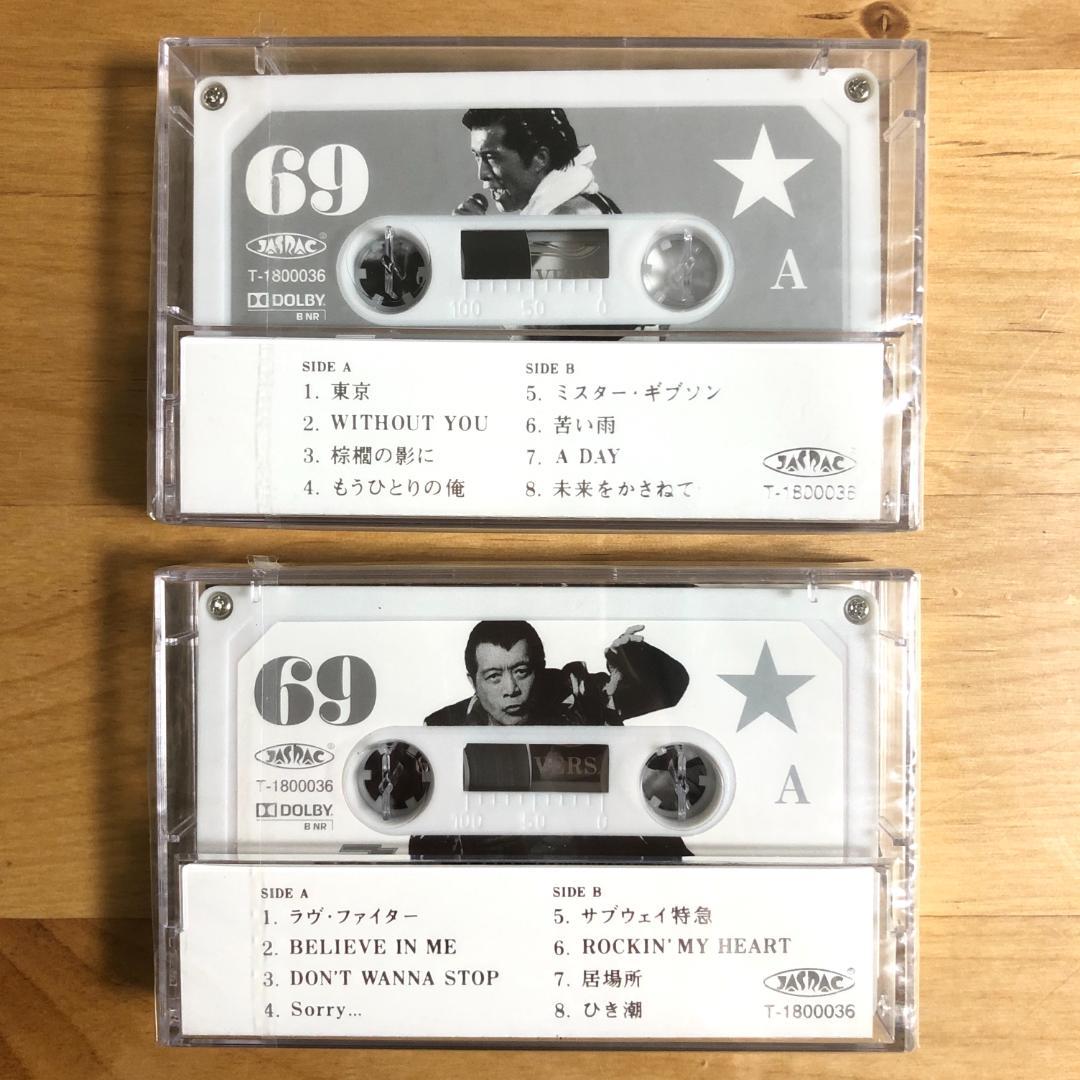 69
JASRAC®
T-1800036
DOLBY
B NR
A
100 50 0
SIDE A
1. 東京
2. WITHOUT YOU
3. 棕櫚の影に
4. もうひとりの俺
SIDE B
5. ミスター・ギブソン
6. 苦い雨
7. A DAY
8. 未来をかさねて
JASRAC®
T-1800036
69
JASRAC®
T-1800036
DOLBY
B NR
A
VERS
100 50 0
SIDE A
1. ラヴ・ファイター
2. BELIEVE IN ME
3. DON'T WANNA STOP
4. Sorry...
SIDE B
5. サブウェイ特急
6. ROCKIN' MY HEART
7. 居場所
8. ひき潮
JASRAC®
T-1800036